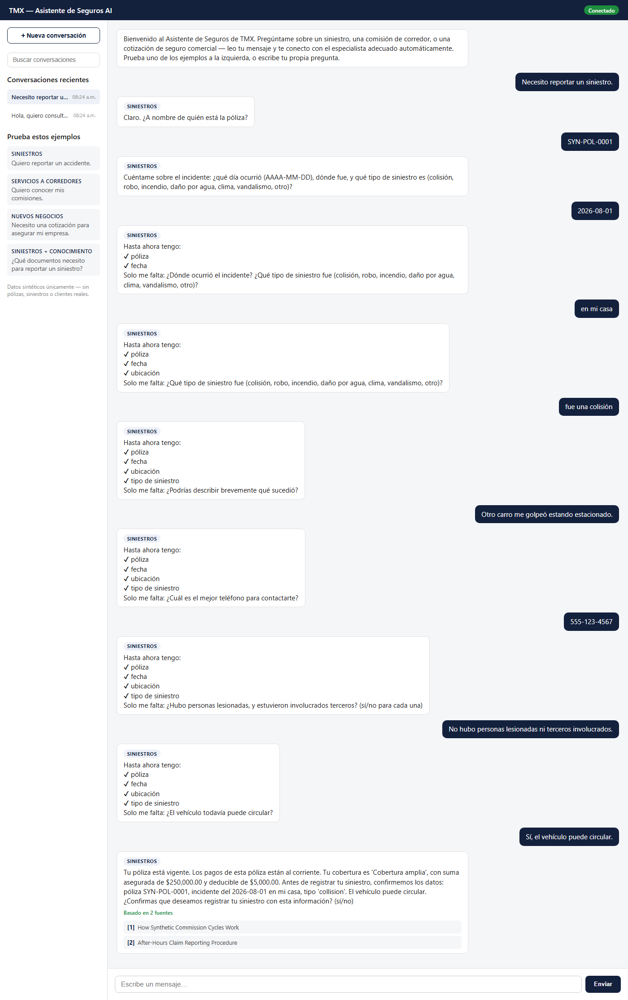 TMX — Asistente de Seguros AI
Conectado
+ Nueva conversación
Buscar conversaciones
Conversaciones recientes
Necesito reportar u... 08:24 a.m.
Hola, quiero consult... 08:24 a.m.
Prueba estos ejemplos
SINIESTROS
Quiero reportar un accidente.
SERVICIOS A CORREDORES
Quiero conocer mis
comisiones.
NUEVOS NEGOCIOS
Necesito una cotización para
asegurar mi empresa.
SINIESTROS + CONOCIMIENTO
¿Qué documentos necesito
para reportar un siniestro?
Datos sintéticos únicamente — sin
pólizas, siniestros o clientes reales.
Bienvenido al Asistente de Seguros de TMX. Pregúntame sobre un siniestro, una comisión de corredor, o una
cotización de seguro comercial — leo tu mensaje y te conecto con el especialista adecuado automáticamente.
Prueba uno de los ejemplos a la izquierda, o escribe tu propia pregunta.
Necesito reportar un siniestro.
SINIESTROS
Claro. ¿A nombre de quién está la póliza?
SYN-POL-0001
SINIESTROS
Cuéntame sobre el incidente: ¿qué día ocurrió (AAAA-MM-DD), dónde fue, y qué tipo de siniestro es (colisión,
robo, incendio, daño por agua, clima, vandalismo, otro)?
2026-08-01
SINIESTROS
Hasta ahora tengo:
✓ póliza
✓ fecha
Solo me falta: ¿Dónde ocurrió el incidente? ¿Qué tipo de siniestro fue (colisión, robo, incendio, daño por agua,
clima, vandalismo, otro)?
en mi casa
SINIESTROS
Hasta ahora tengo:
✓ póliza
✓ fecha
✓ ubicación
Solo me falta: ¿Qué tipo de siniestro fue (colisión, robo, incendio, daño por agua, clima, vandalismo, otro)?
fue una colisión
SINIESTROS
Hasta ahora tengo:
✓ póliza
✓ fecha
✓ ubicación
✓ tipo de siniestro
Solo me falta: ¿Podrías describir brevemente qué sucedió?
Otro carro me golpeó estando estacionado.
SINIESTROS
Hasta ahora tengo:
✓ póliza
✓ fecha
✓ ubicación
✓ tipo de siniestro
Solo me falta: ¿Cuál es el mejor teléfono para contactarte?
555-123-4567
SINIESTROS
Hasta ahora tengo:
✓ póliza
✓ fecha
✓ ubicación
✓ tipo de siniestro
Solo me falta: ¿Hubo personas lesionadas, y estuvieron involucrados terceros? (sí/no para cada una)
No hubo personas lesionadas ni terceros involucrados.
SINIESTROS
Hasta ahora tengo:
✓ póliza
✓ fecha
✓ ubicación
✓ tipo de siniestro
Solo me falta: ¿El vehículo todavía puede circular?
Sí, el vehículo puede circular.
SINIESTROS
Tu póliza está vigente. Los pagos de esta póliza están al corriente. Tu cobertura es 'Cobertura amplia', con suma
asegurada de $250,000.00 y deducible de $5,000.00. Antes de registrar tu siniestro, confirmemos los datos:
póliza SYN-POL-0001, incidente del 2026-08-01 en mi casa, tipo 'collision'. El vehículo puede circular.
¿Confirmas que deseamos registrar tu siniestro con esta información? (sí/no)
Basado en 2 fuentes
[1] How Synthetic Commission Cycles Work
[2] After-Hours Claim Reporting Procedure
Escribe un mensaje...
Enviar